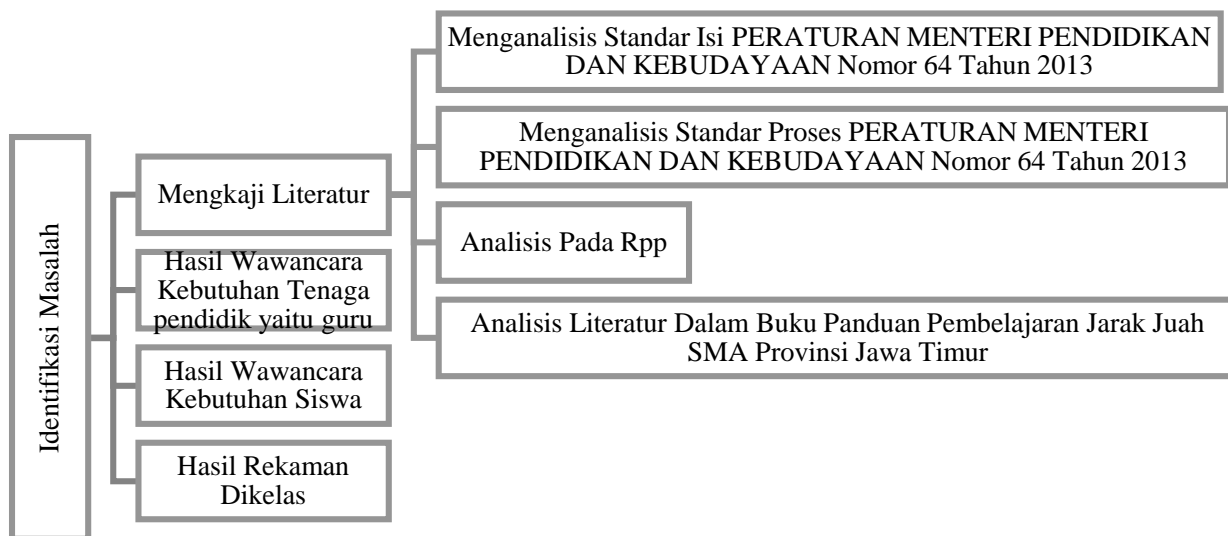 Identifikasi Masalah
Mengkaji Literatur
Hasil Wawancara
Kebutuhan Tenaga
pendidik yaitu guru
Hasil Wawancara
Kebutuhan Siswa
Hasil Rekaman
Dikelas
Menganalisis Standar Isi PERATURAN MENTERI PENDIDIKAN
DAN KEBUDAYAAN Nomor 64 Tahun 2013
Menganalisis Standar Proses PERATURAN MENTERI
PENDIDIKAN DAN KEBUDAYAAN Nomor 64 Tahun 2013
Analisis Pada Rpp
Analisis Literatur Dalam Buku Panduan Pembelajaran Jarak Juah
SMA Provinsi Jawa Timur